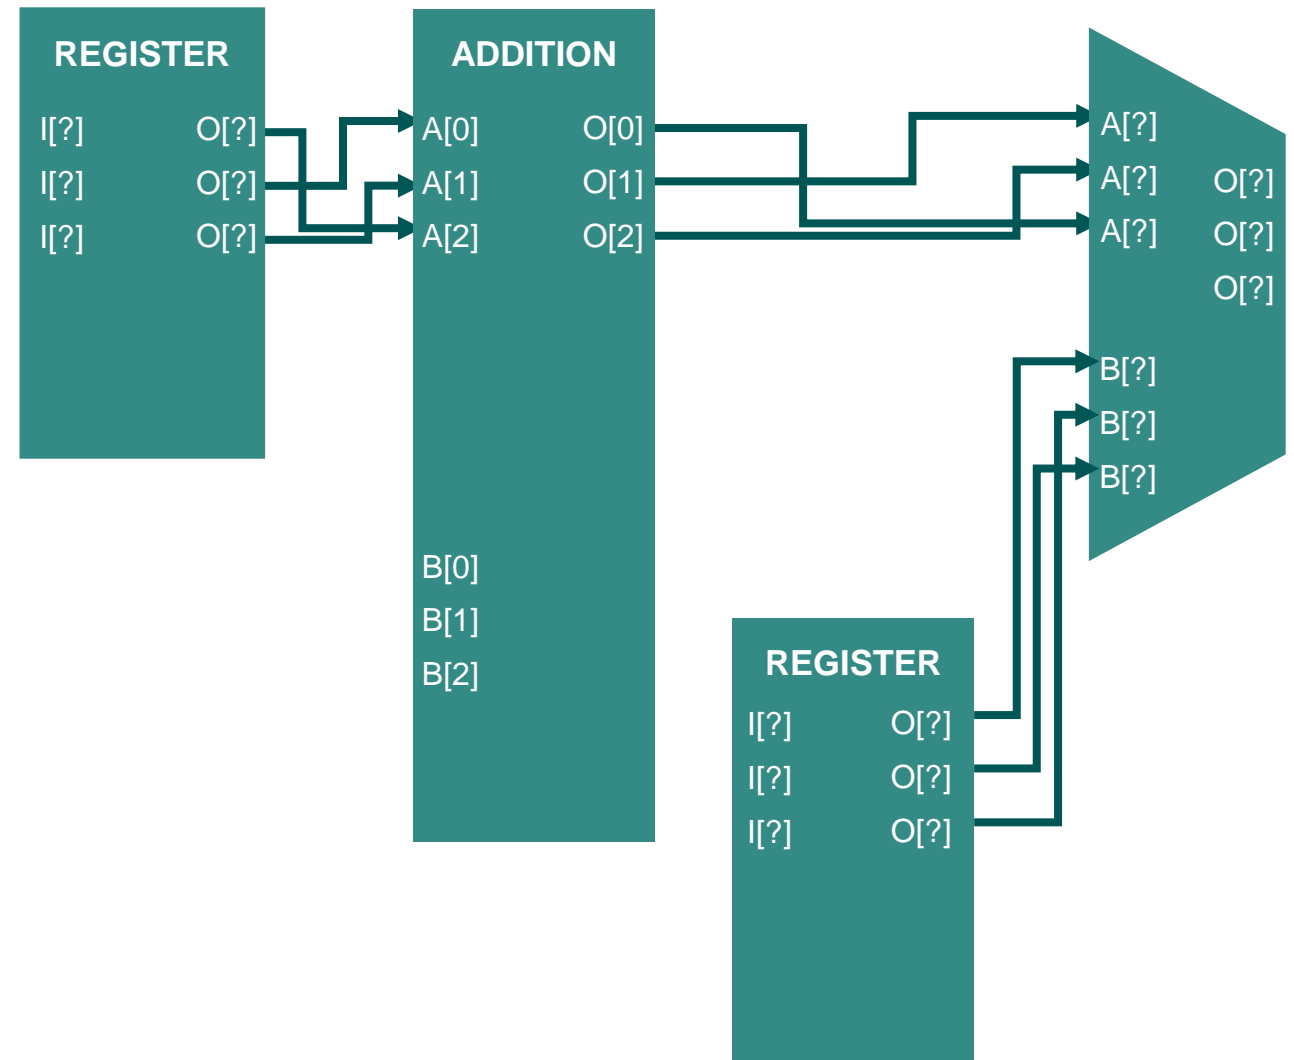 REGISTER
I[?] O[?]
I[?] O[?]
I[?] O[?]
ADDITION
A[0] O[0]
A[1] O[1]
A[2] O[2]
B[0]
B[1]
B[2]
A[?]
A[?] O[?]
A[?] O[?]
O[?]
B[?]
B[?]
B[?]
REGISTER
I[?] O[?]
I[?] O[?]
I[?] O[?]